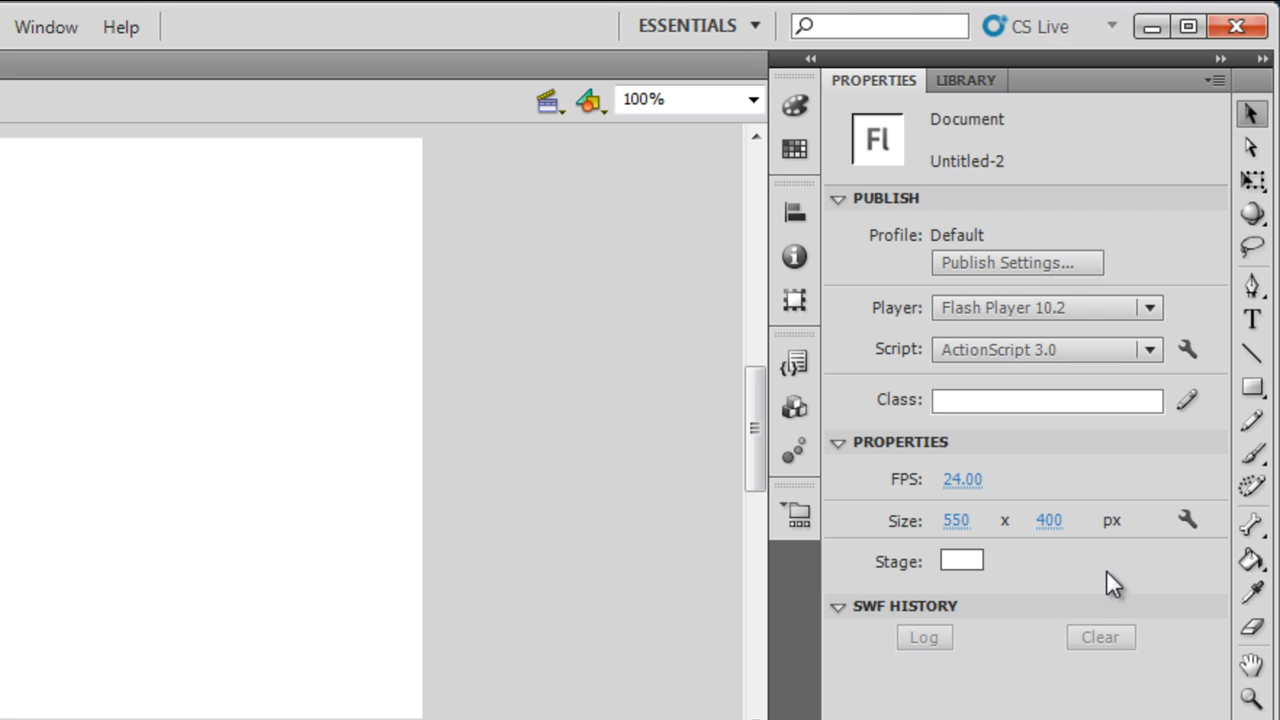 Window Help ESSENTIALS CS Live
PROPERTIES LIBRARY
100%
Fl Document
Untitled-2
PUBLISH
Profile: Default
Publish Settings...
Player: Flash Player 10.2
Script: ActionScript 3.0
Class:
PROPERTIES
FPS: 24.00
Size: 550 x 400 px
Stage:
SWF HISTORY
Log Clear